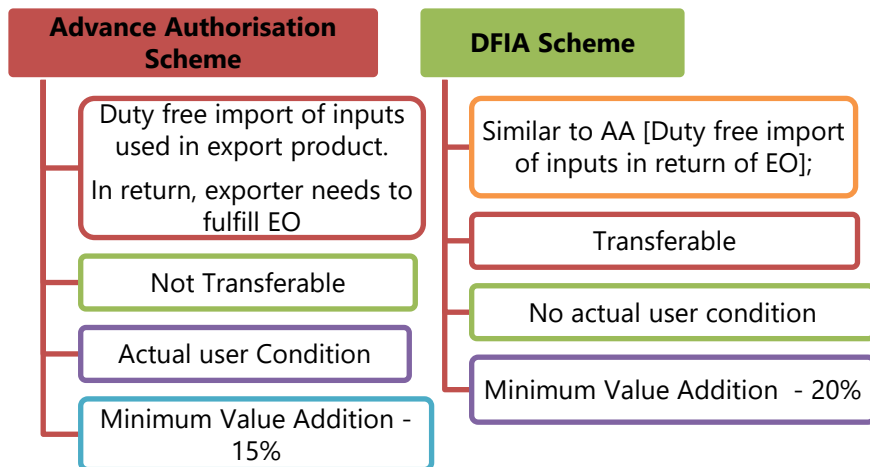 Advance Authorisation
Scheme
Duty free import of inputs
used in export product.
In return, exporter needs to
fulfill EO
Not Transferable
Actual user Condition
Minimum Value Addition -
15%
DFIA Scheme
Similar to AA [Duty free import
of inputs in return of EO];
Transferable
No actual user condition
Minimum Value Addition - 20%